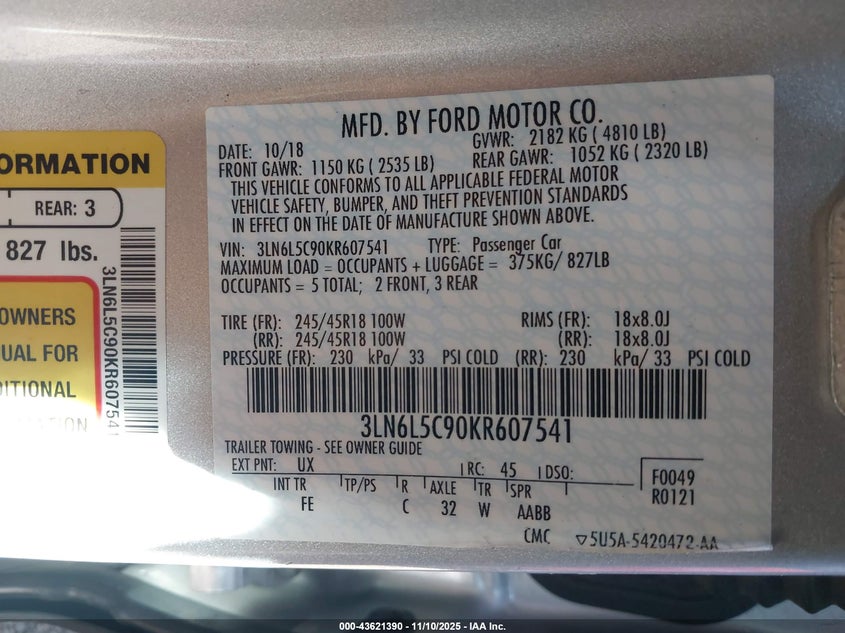 ORMATION
REAR: 3
827 lbs.
OWNERS
UAL FOR
DITIONAL
3LN6L5C90KR607541
MFD. BY FORD MOTOR CO.
DATE: 10/18 GVWR: 2182 KG ( 4810 LB)
FRONT GAWR: 1150 KG ( 2535 LB) REAR GAWR: 1052 KG ( 2320 LB)
THIS VEHICLE CONFORMS TO ALL APPLICABLE FEDERAL MOTOR
VEHICLE SAFETY, BUMPER, AND THEFT PREVENTION STANDARDS
IN EFFECT ON THE DATE OF MANUFACTURE SHOWN ABOVE.
VIN: 3LN6L5C90KR607541 TYPE: Passenger Car
MAXIMUM LOAD = OCCUPANTS + LUGGAGE = 375KG/ 827LB
OCCUPANTS = 5 TOTAL; 2 FRONT, 3 REAR
TIRE (FR): 245/45R18 100W RIMS (FR): 18x8.0J
(RR): 245/45R18 100W (RR): 18x8.0J
PRESSURE (FR): 230 kPa/ 33 PSI COLD (RR): 230 kPa/ 33 PSI COLD
3LN6L5C90KR607541
TRAILER TOWING - SEE OWNER GUIDE
EXT PNT: UX RC: 45 DSO: F0049
INT TR TP/PS R AXLE TR SPR R0121
FE C 32 W AABB
CMC ▽5U5A-5420472-AA
000-43621390 - 11/10/2025 - IAA Inc.